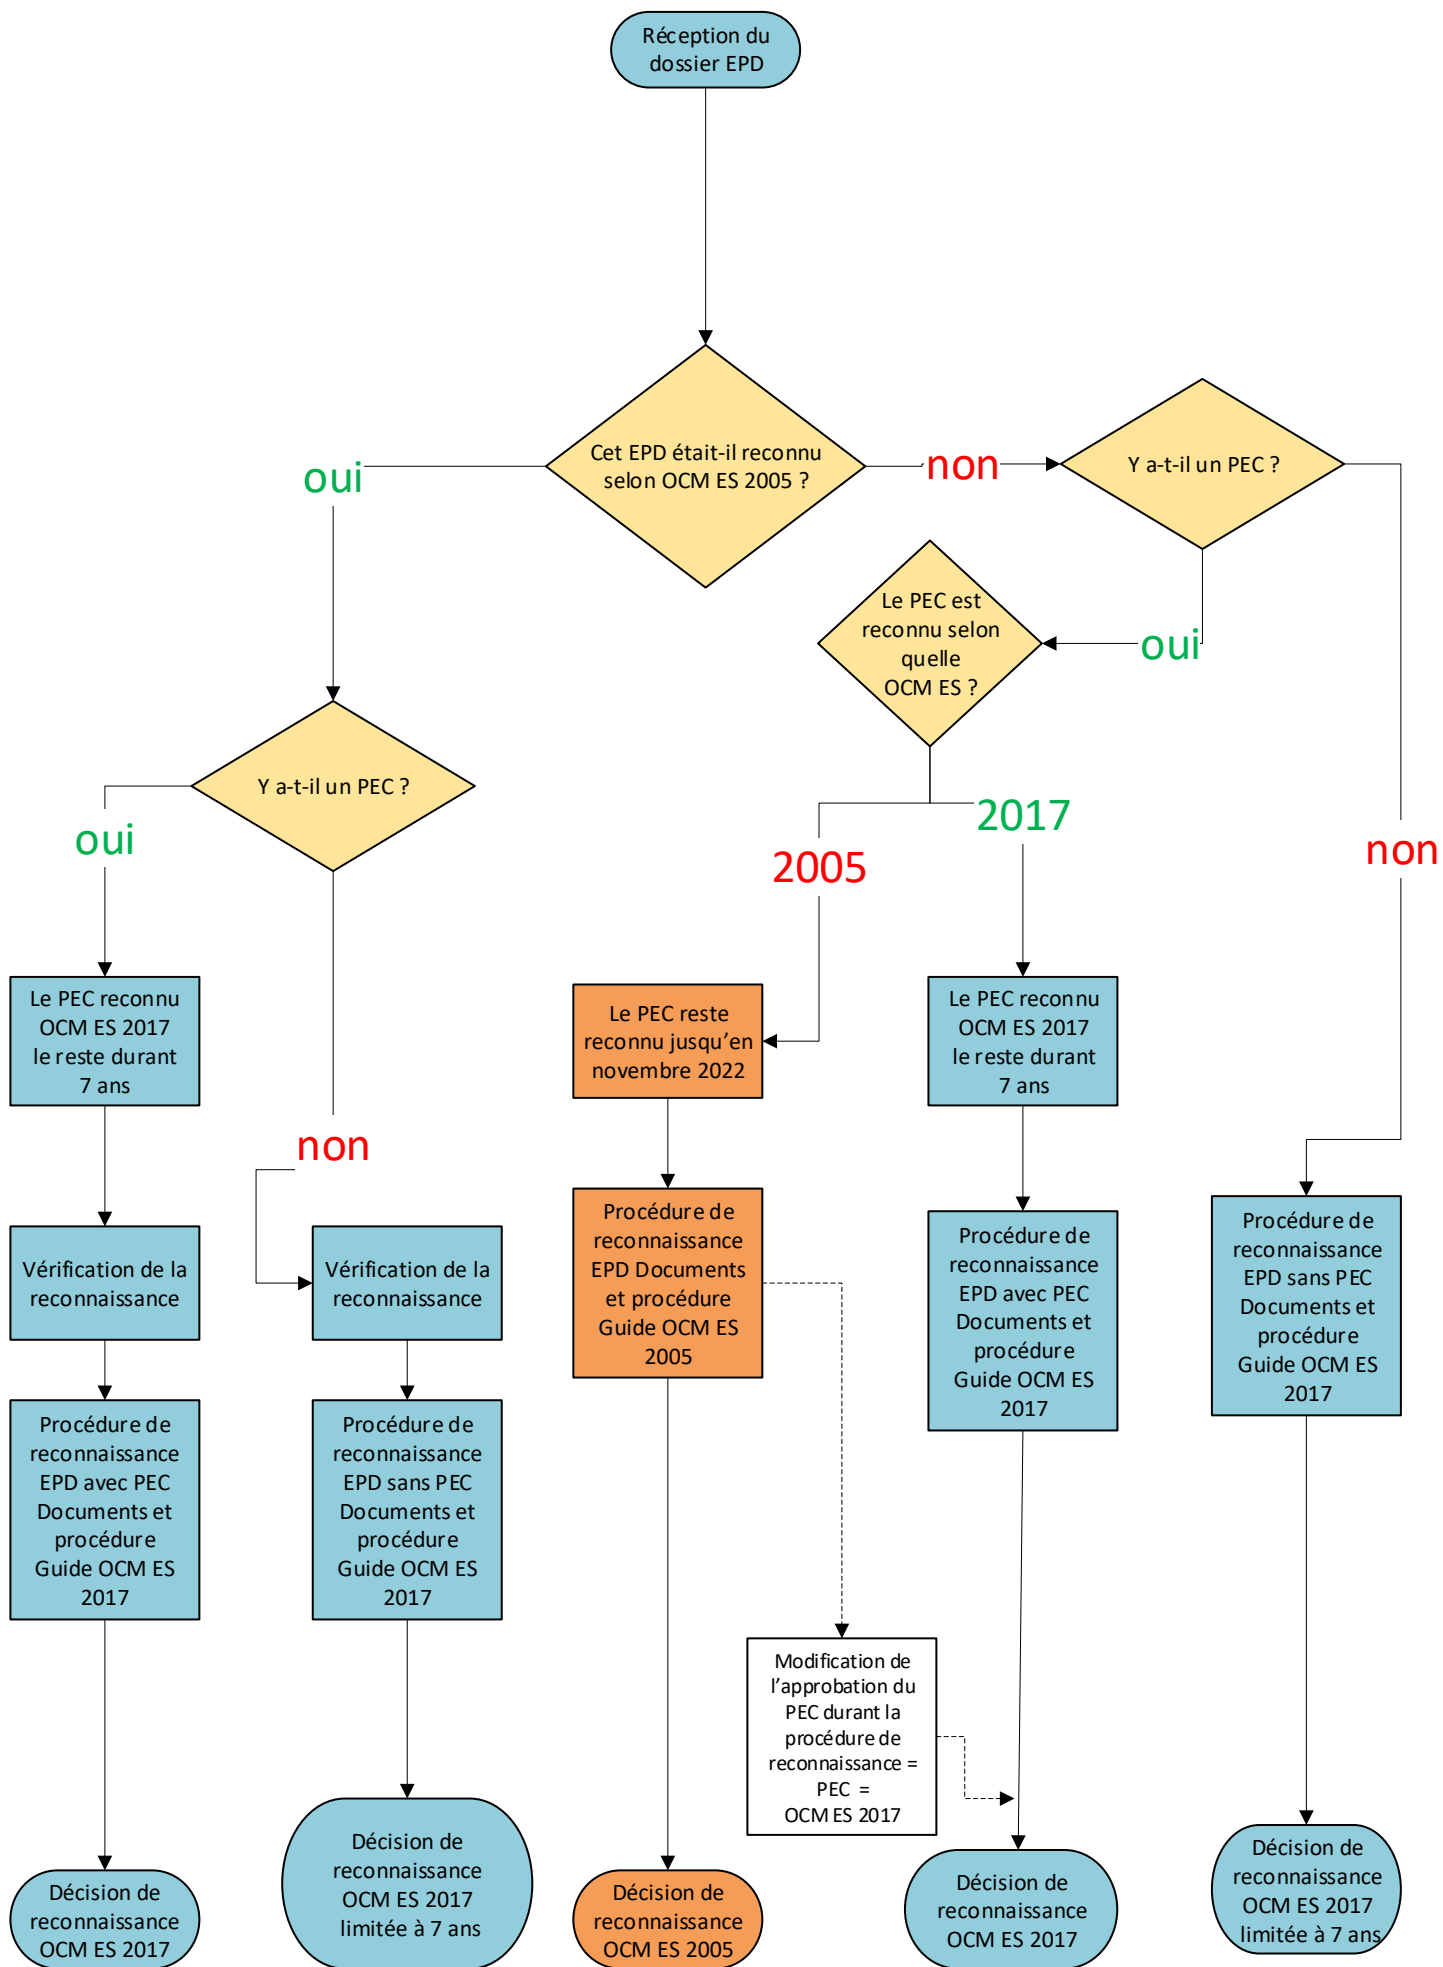 Réception du
dossier EPD
Cet EPD était-il reconnu
selon OCM ES 2005 ?
oui
non
Y a-t-il un PEC ?
Le PEC est
reconnu selon
quelle
OCM ES ?
oui
Y a-t-il un PEC ?
oui
2017
2005
non
Le PEC reconnu
OCM ES 2017
le reste durant
7 ans
Le PEC reste
reconnu jusqu'en
novembre 2022
Le PEC reconnu
OCM ES 2017
le reste durant
7 ans
non
Vérification de la
reconnaissance
Vérification de la
reconnaissance
Procédure de
reconnaissance
EPD Documents
et procédure
Guide OCM ES
2005
Procédure de
reconnaissance
EPD avec PEC
Documents et
procédure
Guide OCM ES
2017
Procédure de
reconnaissance
EPD sans PEC
Documents et
procédure
Guide OCM ES
2017
Procédure de
reconnaissance
EPD avec PEC
Documents et
procédure
Guide OCM ES
2017
Procédure de
reconnaissance
EPD sans PEC
Documents et
procédure
Guide OCM ES
2017
Modification de
l'approbation du
PEC durant la
procédure de
reconnaissance =
PEC =
OCM ES 2017
Décision de
reconnaissance
OCM ES 2017
Décision de
reconnaissance
OCM ES 2017
limitée à 7 ans
Décision de
reconnaissance
OCM ES 2005
Décision de
reconnaissance
OCM ES 2017
Décision de
reconnaissance
OCM ES 2017
limitée à 7 ans